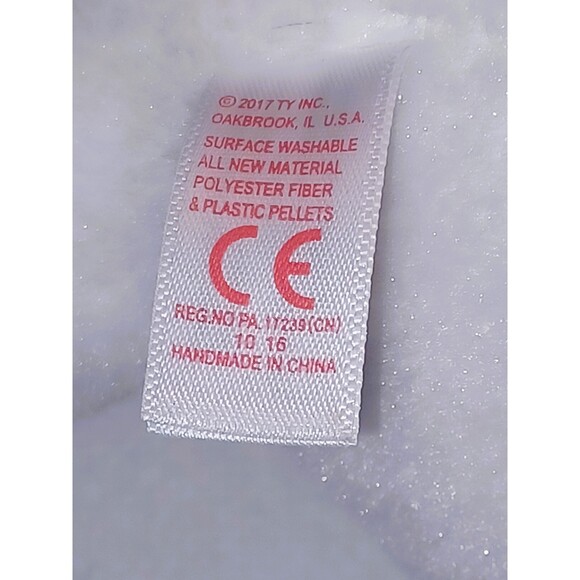 © 2017 TY INC.,
OAKBROOK, IL U.S.A.
SURFACE WASHABLE
ALL NEW MATERIAL
POLYESTER FIBER
& PLASTIC PELLETS
CE
REG.NO PA. 17239(CN)
10 16
HANDMADE IN CHINA